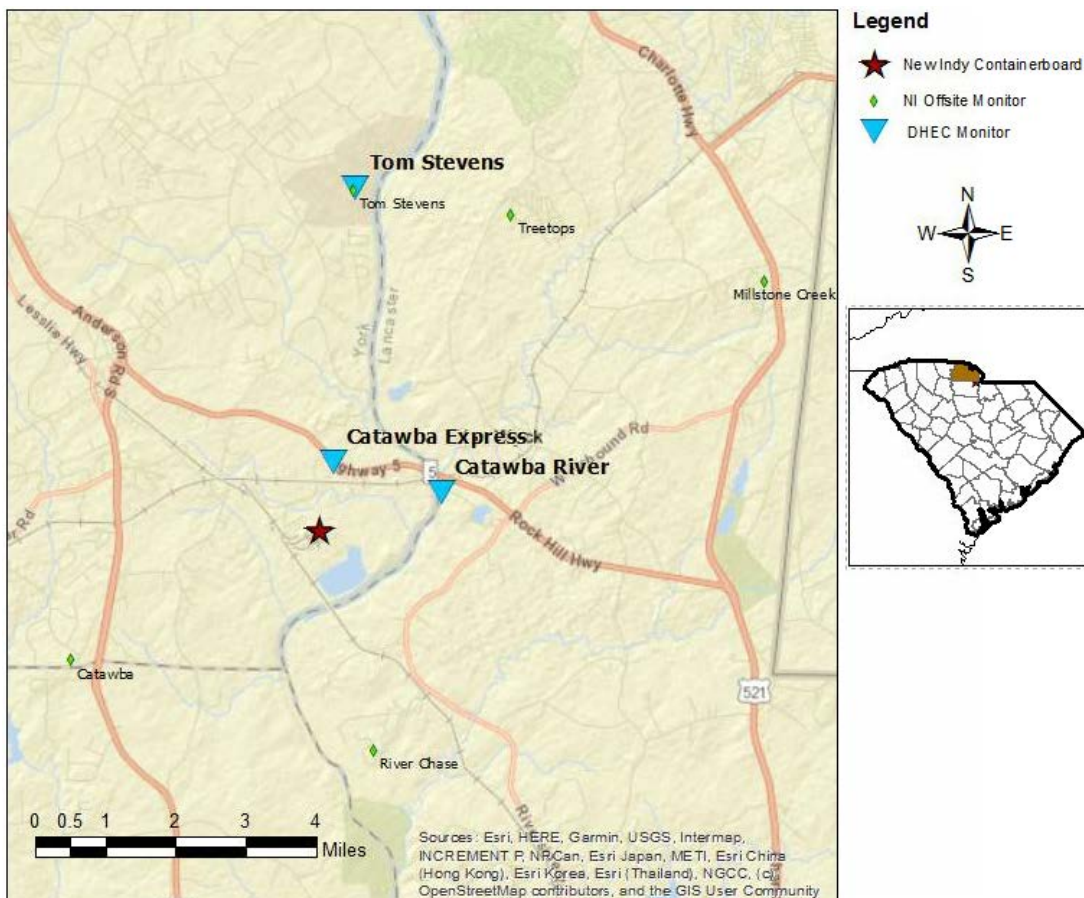 Legend
New Indy Containerboard
NI Offsite Monitor
DHEC Monitor
N
W E
S
Charlotte Hwy
Tom Stevens
Tom Stevens
Treetops
Millstone Creek
York
Lancaster
Lesslie Hwy
Anderson Rd S
Catawba Express
Highway 5
5
Catawba River
Rd
Rock Hill Hwy
Rd
Catawba
521
River Chase
0 0.5 1 2 3 4
Miles
Sources: Esri, HERE, Garmin, USGS, Intermap,
INCREMENT P, NRCan, Esri Japan, METI, Esri China
(Hong Kong), Esri Korea, Esri (Thailand), NGCC, (c)
OpenStreetMap contributors, and the GIS User Community